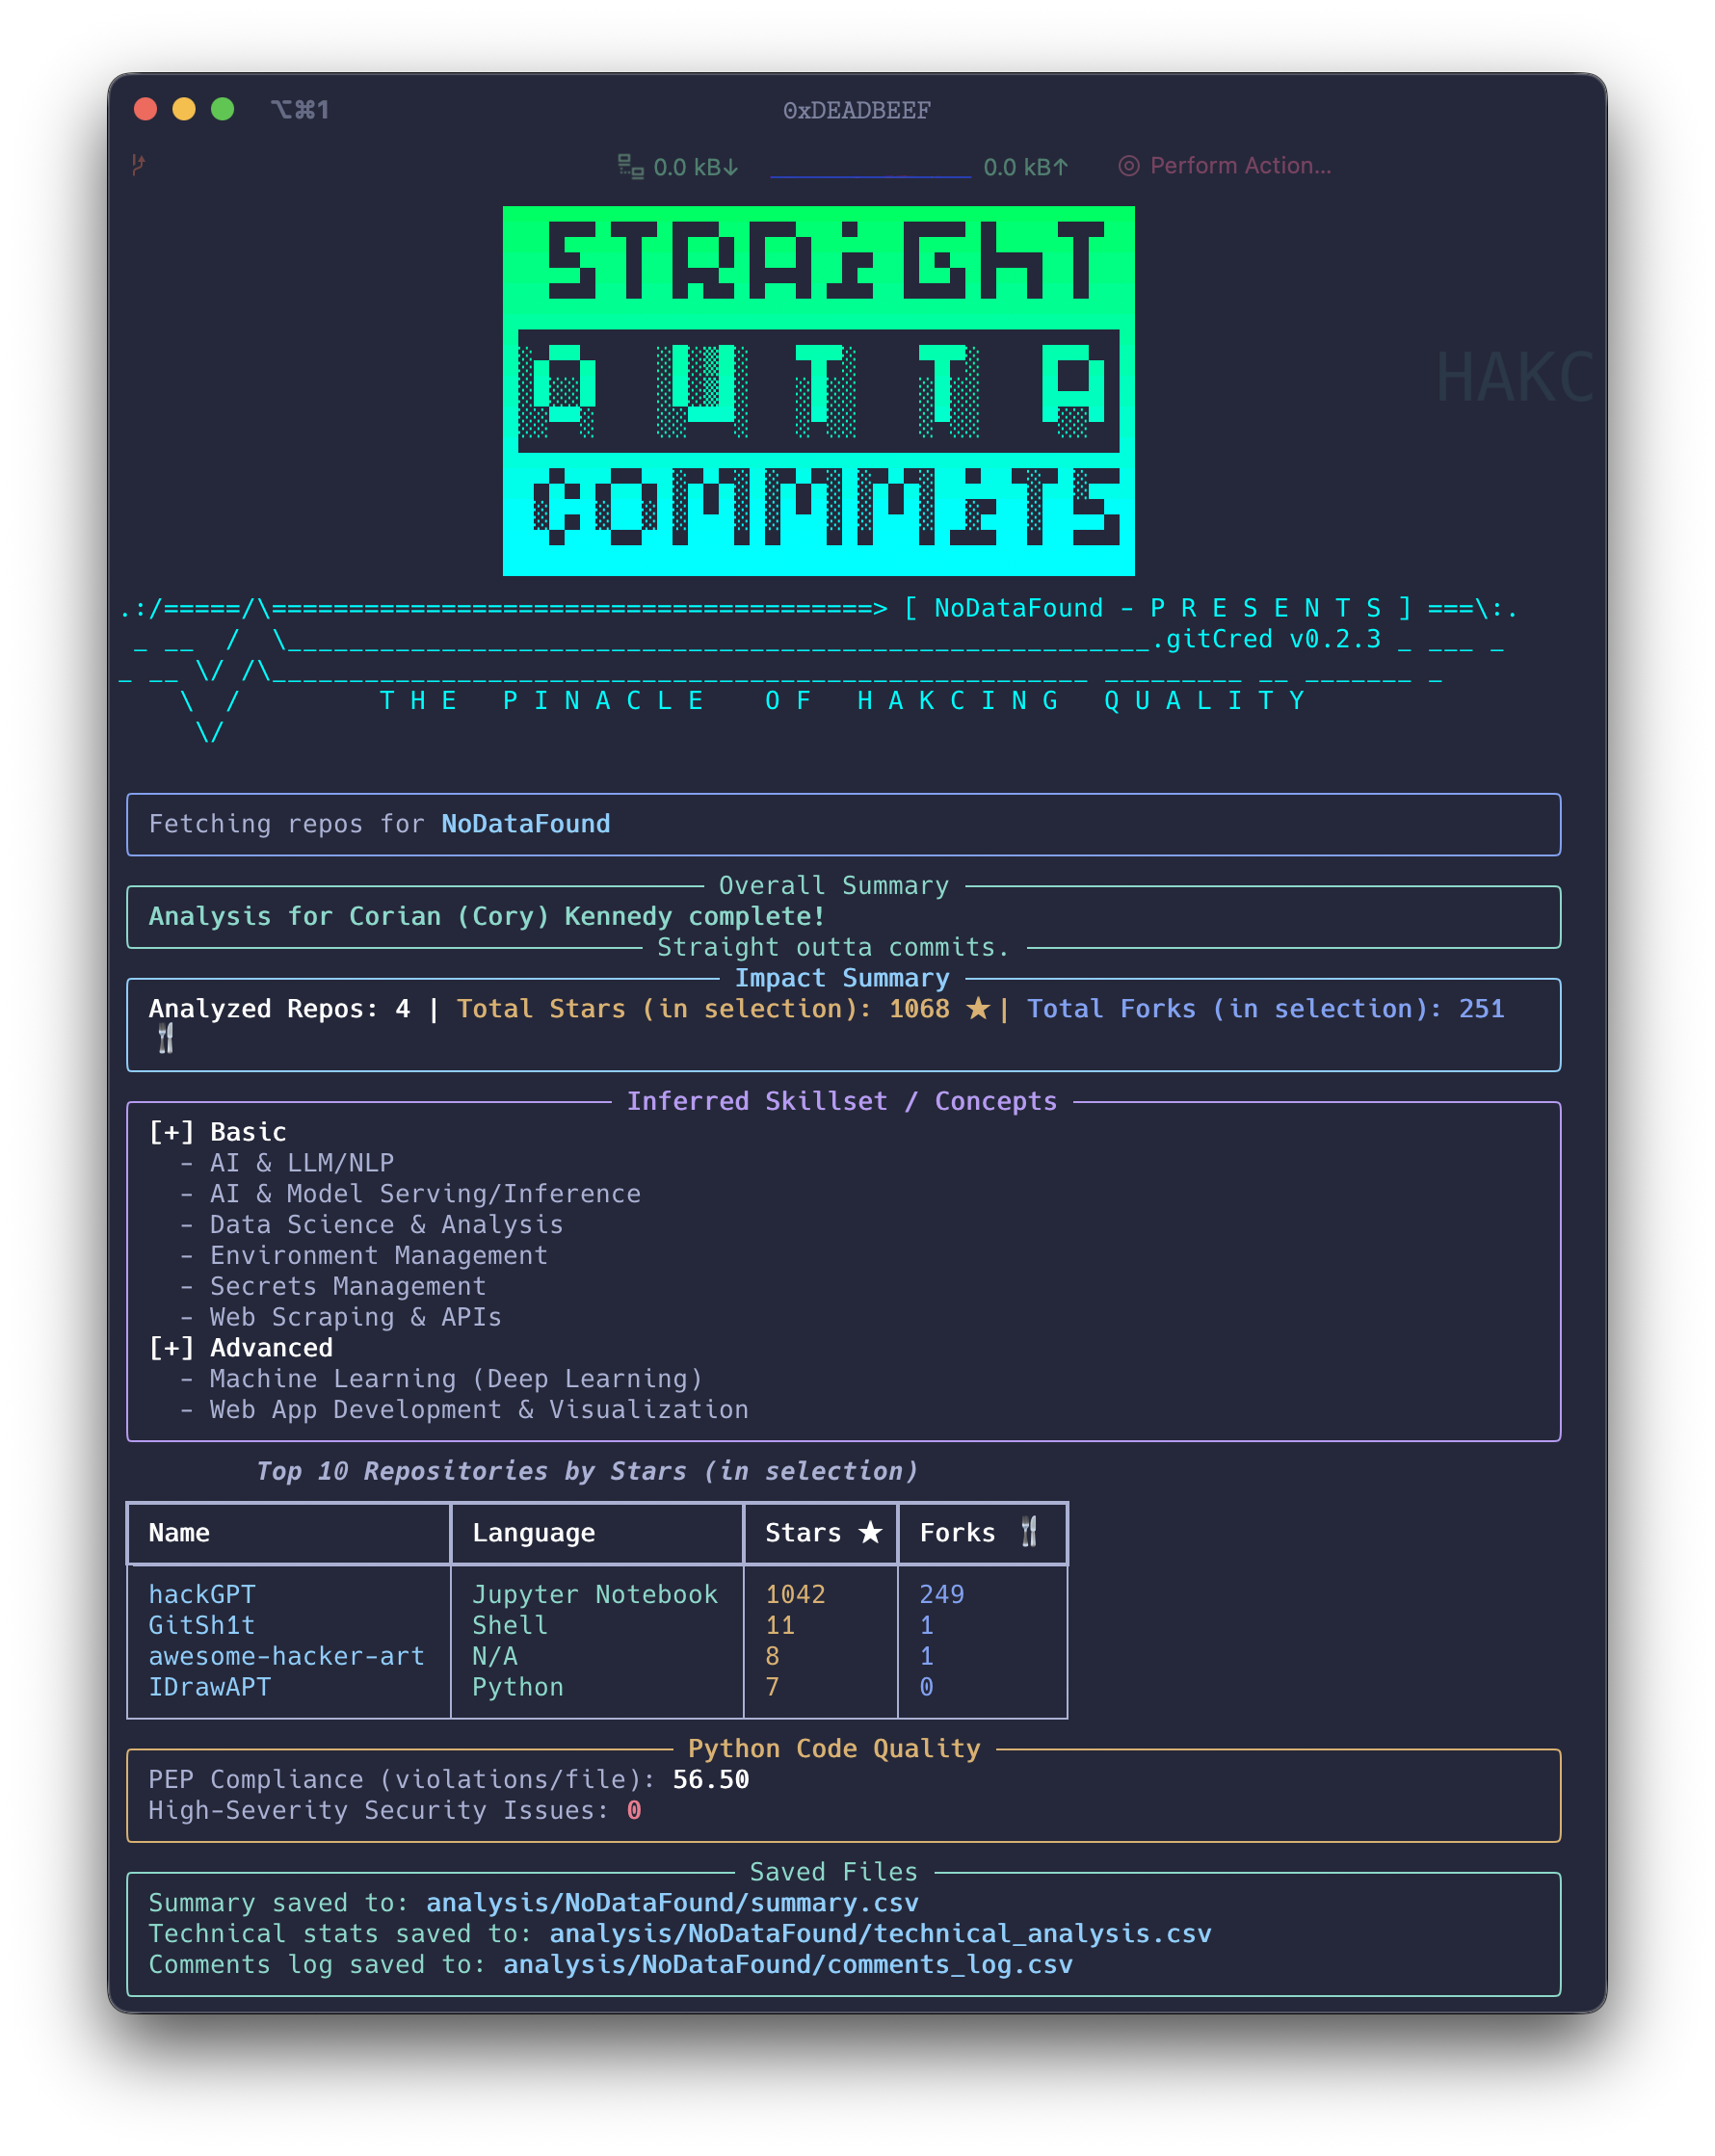 ⌥⌘1 0xDEADBEEF
0.0 kB↓ 0.0 kB↑ Perform Action...
STRAiGhT
OUTTA
COMMiTS
HAKC
.:/=====/\=======================================> [ NoDataFound - P R E S E N T S ] ===\:.
_ __ / \________________________________________________________.gitCred v0.2.3 _ ___ _
_ __ \/ /\_____________________________________________________ _________ __ _______ _
\ / T H E P I N A C L E O F H A K C I N G Q U A L I T Y
\/
Fetching repos for NoDataFound
Overall Summary
Analysis for Corian (Cory) Kennedy complete!
Straight outta commits.
Impact Summary
Analyzed Repos: 4 | Total Stars (in selection): 1068 ★ | Total Forks (in selection): 251
🍴
Inferred Skillset / Concepts
[+] Basic
- AI & LLM/NLP
- AI & Model Serving/Inference
- Data Science & Analysis
- Environment Management
- Secrets Management
- Web Scraping & APIs
[+] Advanced
- Machine Learning (Deep Learning)
- Web App Development & Visualization
Top 10 Repositories by Stars (in selection)
Name Language Stars ★ Forks 🍴
hackGPT Jupyter Notebook 1042 249
GitSh1t Shell 11 1
awesome-hacker-art N/A 8 1
IDrawAPT Python 7 0
Python Code Quality
PEP Compliance (violations/file): 56.50
High-Severity Security Issues: 0
Saved Files
Summary saved to: analysis/NoDataFound/summary.csv
Technical stats saved to: analysis/NoDataFound/technical_analysis.csv
Comments log saved to: analysis/NoDataFound/comments_log.csv